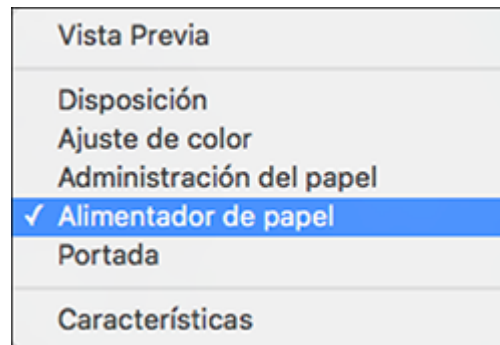 Vista Previa
Disposición
Ajuste de color
Administración del papel
✓ Alimentador de papel
Portada
Características